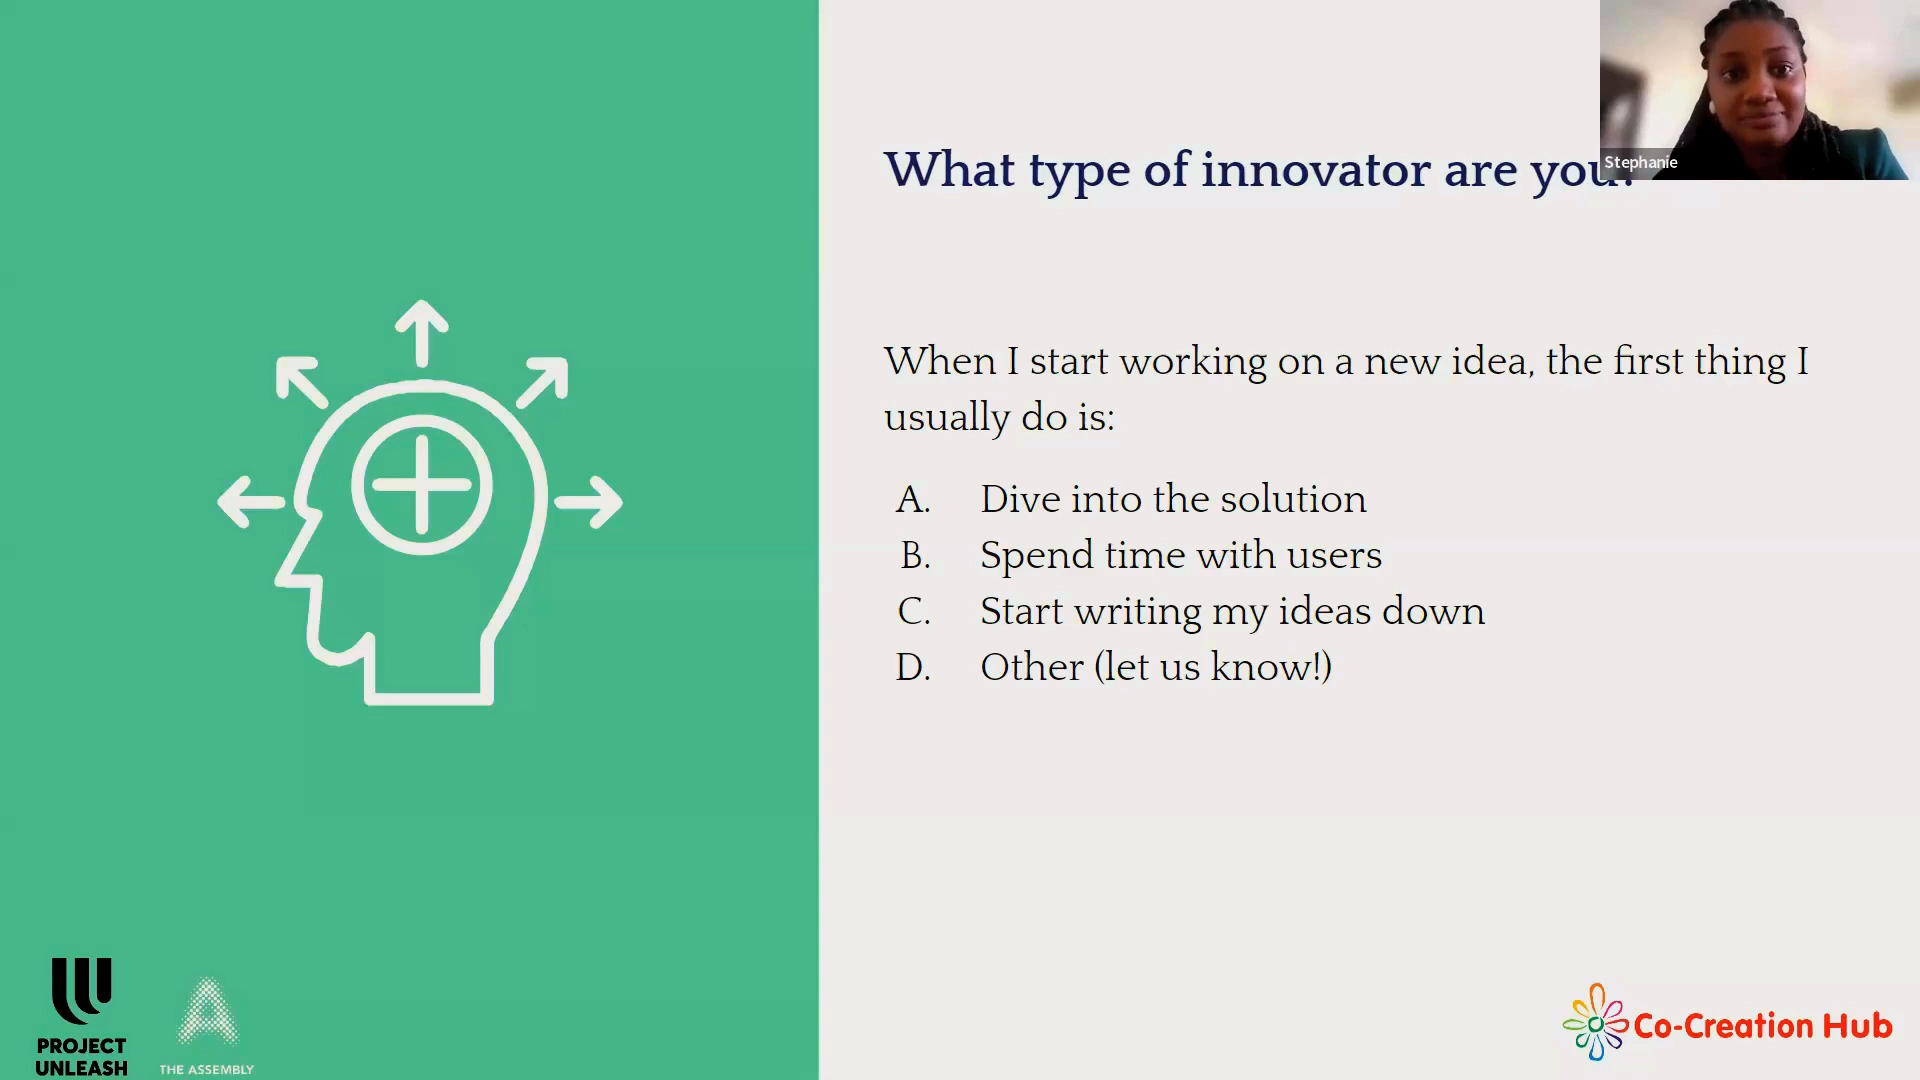 What type of innovator are you?
Stephanie
When I start working on a new idea, the first thing I
usually do is:
A. Dive into the solution
B. Spend time with users
C. Start writing my ideas down
D. Other (let us know!)
PROJECT
UNLEASH
THE ASSEMBLY
Co-Creation Hub